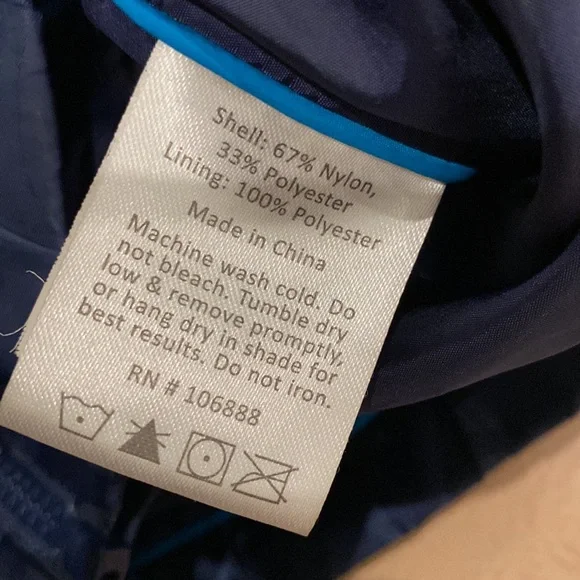 Shell: 67% Nylon,
33% Polyester
Lining: 100% Polyester
Made in China
Machine wash cold. Do
not bleach. Tumble dry
low & remove promptly,
or hang dry in shade for
best results. Do not iron.
RN # 106888